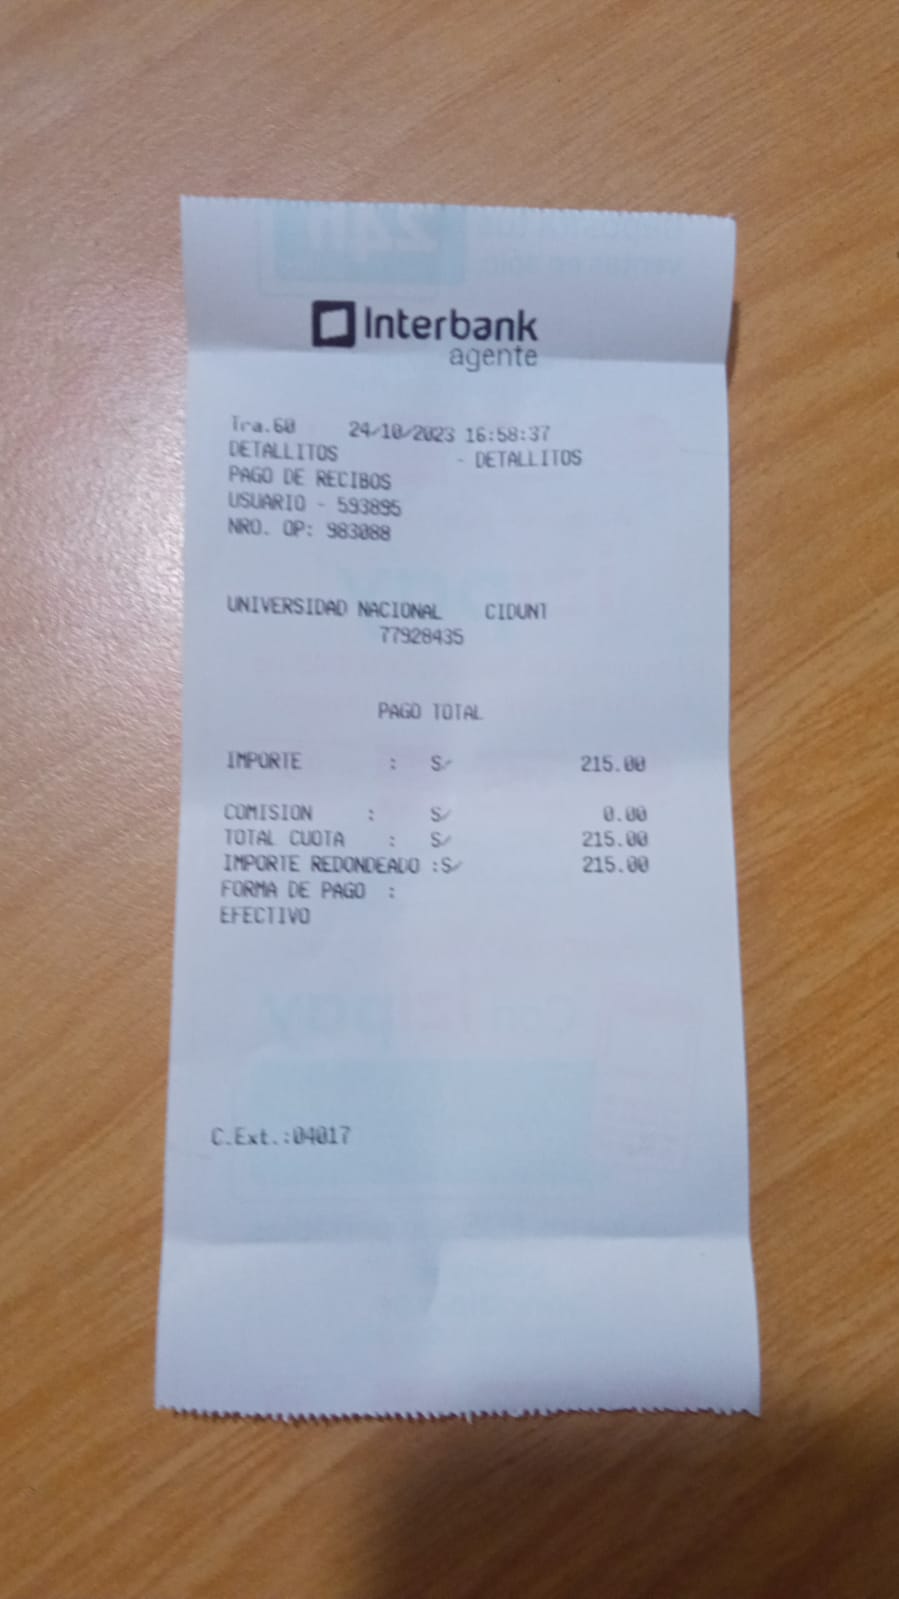 Interbank
agente
Tra.60 24/10/2023 16:58:37
DETALLITOS - DETALLITOS
PAGO DE RECIBOS
USUARIO - 593895
NRO. OP: 983088
UNIVERSIDAD NACIONAL CIDUNT
77928435
PAGO TOTAL
IMPORTE : S/ 215.00
COMISION : S/ 0.00
TOTAL CUOTA : S/ 215.00
IMPORTE REDONDEADO :S/ 215.00
FORMA DE PAGO :
EFECTIVO
C.Ext.:04017